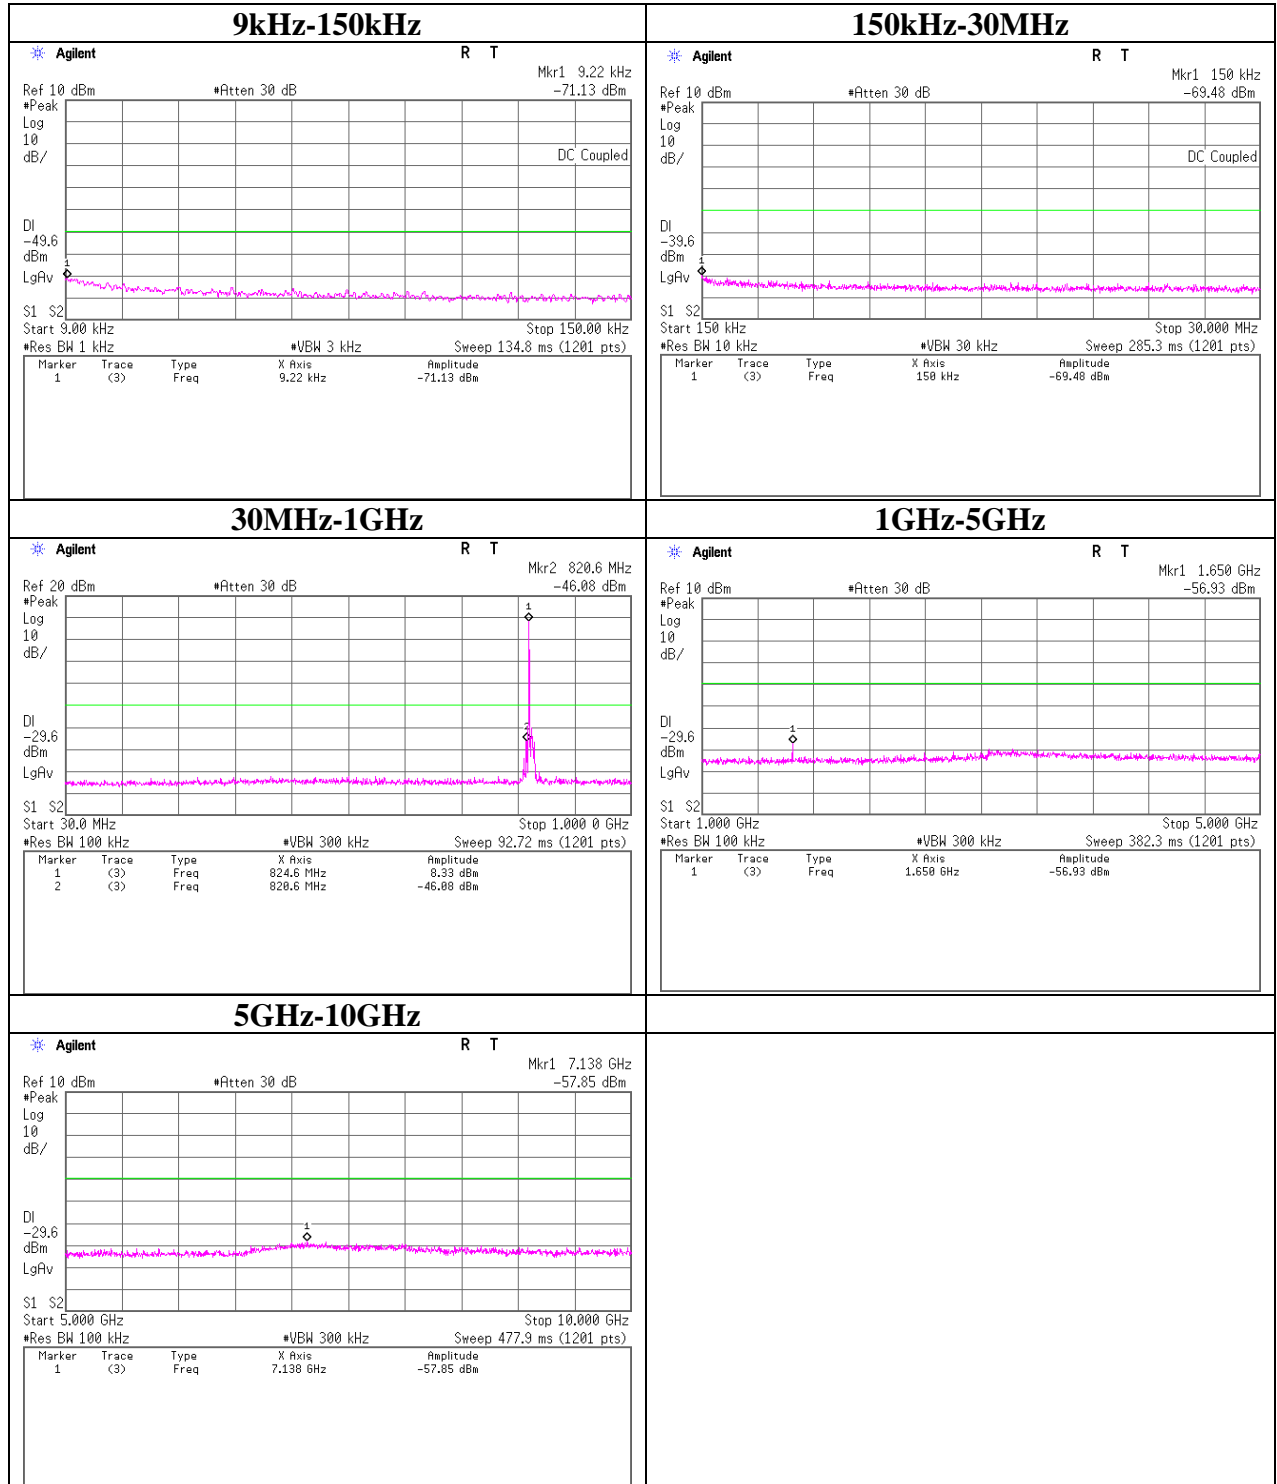 9kHz-150kHz
Agilent
R T
Mkr1 9.22 kHz
Ref 10 dBm #Atten 30 dB -71.13 dBm
#Peak
Log
10
dB/
DC Coupled
DI
-49.6
dBm
LgAv
1
S1 S2
Start 9.00 kHz Stop 150.00 kHz
#Res BW 1 kHz #VBW 3 kHz Sweep 134.8 ms (1201 pts)
Marker Trace Type X Axis Amplitude
1 (3) Freq 9.22 kHz -71.13 dBm
150kHz-30MHz
Agilent
R T
Mkr1 150 kHz
Ref 10 dBm #Atten 30 dB -69.48 dBm
#Peak
Log
10
dB/
DC Coupled
DI
-39.6
dBm
LgAv
1
S1 S2
Start 150 kHz Stop 30.000 MHz
#Res BW 10 kHz #VBW 30 kHz Sweep 285.3 ms (1201 pts)
Marker Trace Type X Axis Amplitude
1 (3) Freq 150 kHz -69.48 dBm
30MHz-1GHz
Agilent
R T
Mkr2 820.6 MHz
Ref 20 dBm #Atten 30 dB -46.08 dBm
#Peak
Log
10
dB/
1
DI
-29.6
dBm
LgAv
2
S1 S2
Start 30.0 MHz Stop 1.000 0 GHz
#Res BW 100 kHz #VBW 300 kHz Sweep 92.72 ms (1201 pts)
Marker Trace Type X Axis Amplitude
1 (3) Freq 824.6 MHz 8.33 dBm
2 (3) Freq 820.6 MHz -46.08 dBm
1GHz-5GHz
Agilent
R T
Mkr1 1.650 GHz
Ref 10 dBm #Atten 30 dB -56.93 dBm
#Peak
Log
10
dB/
DI
-29.6
dBm
LgAv
1
S1 S2
Start 1.000 GHz Stop 5.000 GHz
#Res BW 100 kHz #VBW 300 kHz Sweep 382.3 ms (1201 pts)
Marker Trace Type X Axis Amplitude
1 (3) Freq 1.650 GHz -56.93 dBm
5GHz-10GHz
Agilent
R T
Mkr1 7.138 GHz
Ref 10 dBm #Atten 30 dB -57.85 dBm
#Peak
Log
10
dB/
DI
-29.6
dBm
LgAv
1
S1 S2
Start 5.000 GHz Stop 10.000 GHz
#Res BW 100 kHz #VBW 300 kHz Sweep 477.9 ms (1201 pts)
Marker Trace Type X Axis Amplitude
1 (3) Freq 7.138 GHz -57.85 dBm